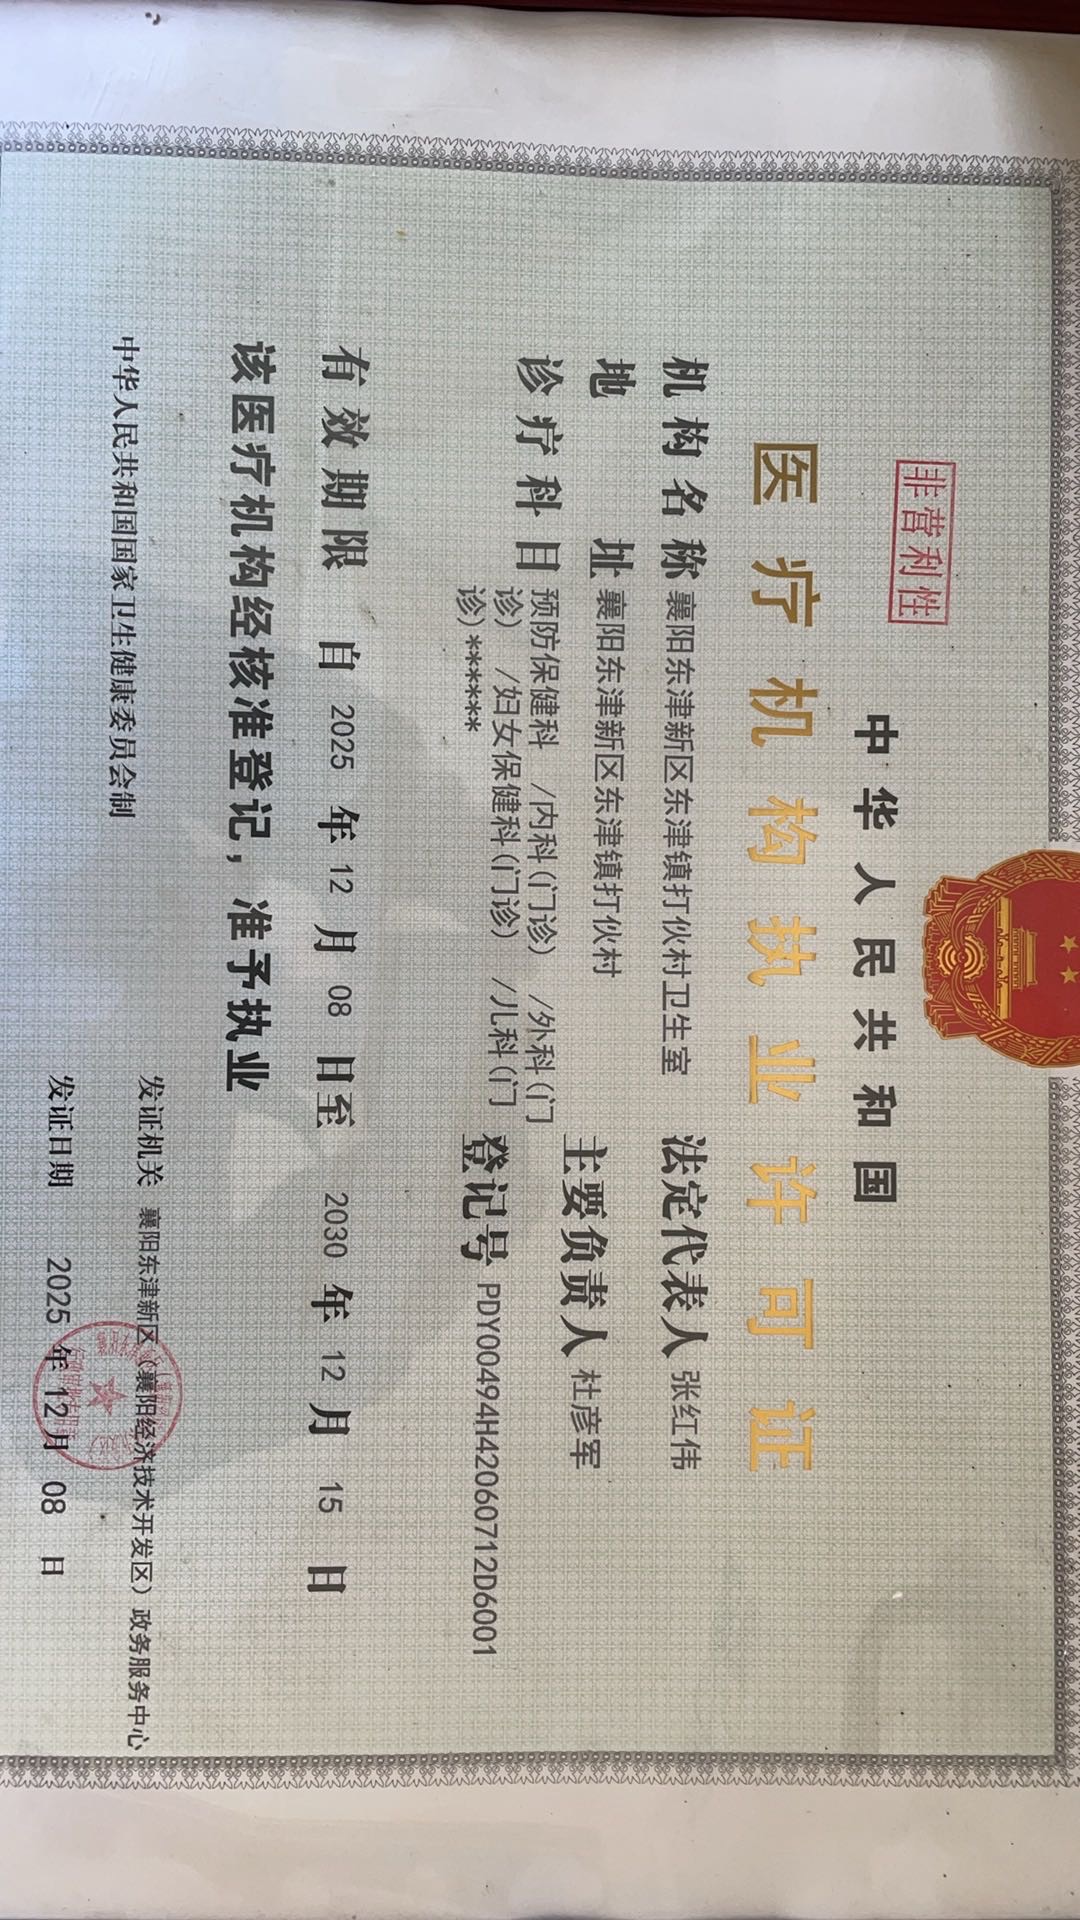 非营利性
中华人民共和国
医疗机构执业许可证
机构名称 襄阳东津新区东津镇打伙村卫生室
法定代表人 张红伟
地址 襄阳东津新区东津镇打伙村
主要负责人 杜彦军
诊疗科目 预防保健科 /内科(门诊) /外科(门
诊) /妇女保健科(门诊) /儿科(门
诊)******
登记号 PDY00494H42060712D6001
有效期限 自 2025 年 12 月 08 日至 2030 年 12 月 15 日
该医疗机构经核准登记，准予执业
中华人民共和国国家卫生健康委员会制
发证机关 襄阳东津新区（襄阳经济技术开发区）政务服务中心
发证日期 2025 年 12 月 08 日